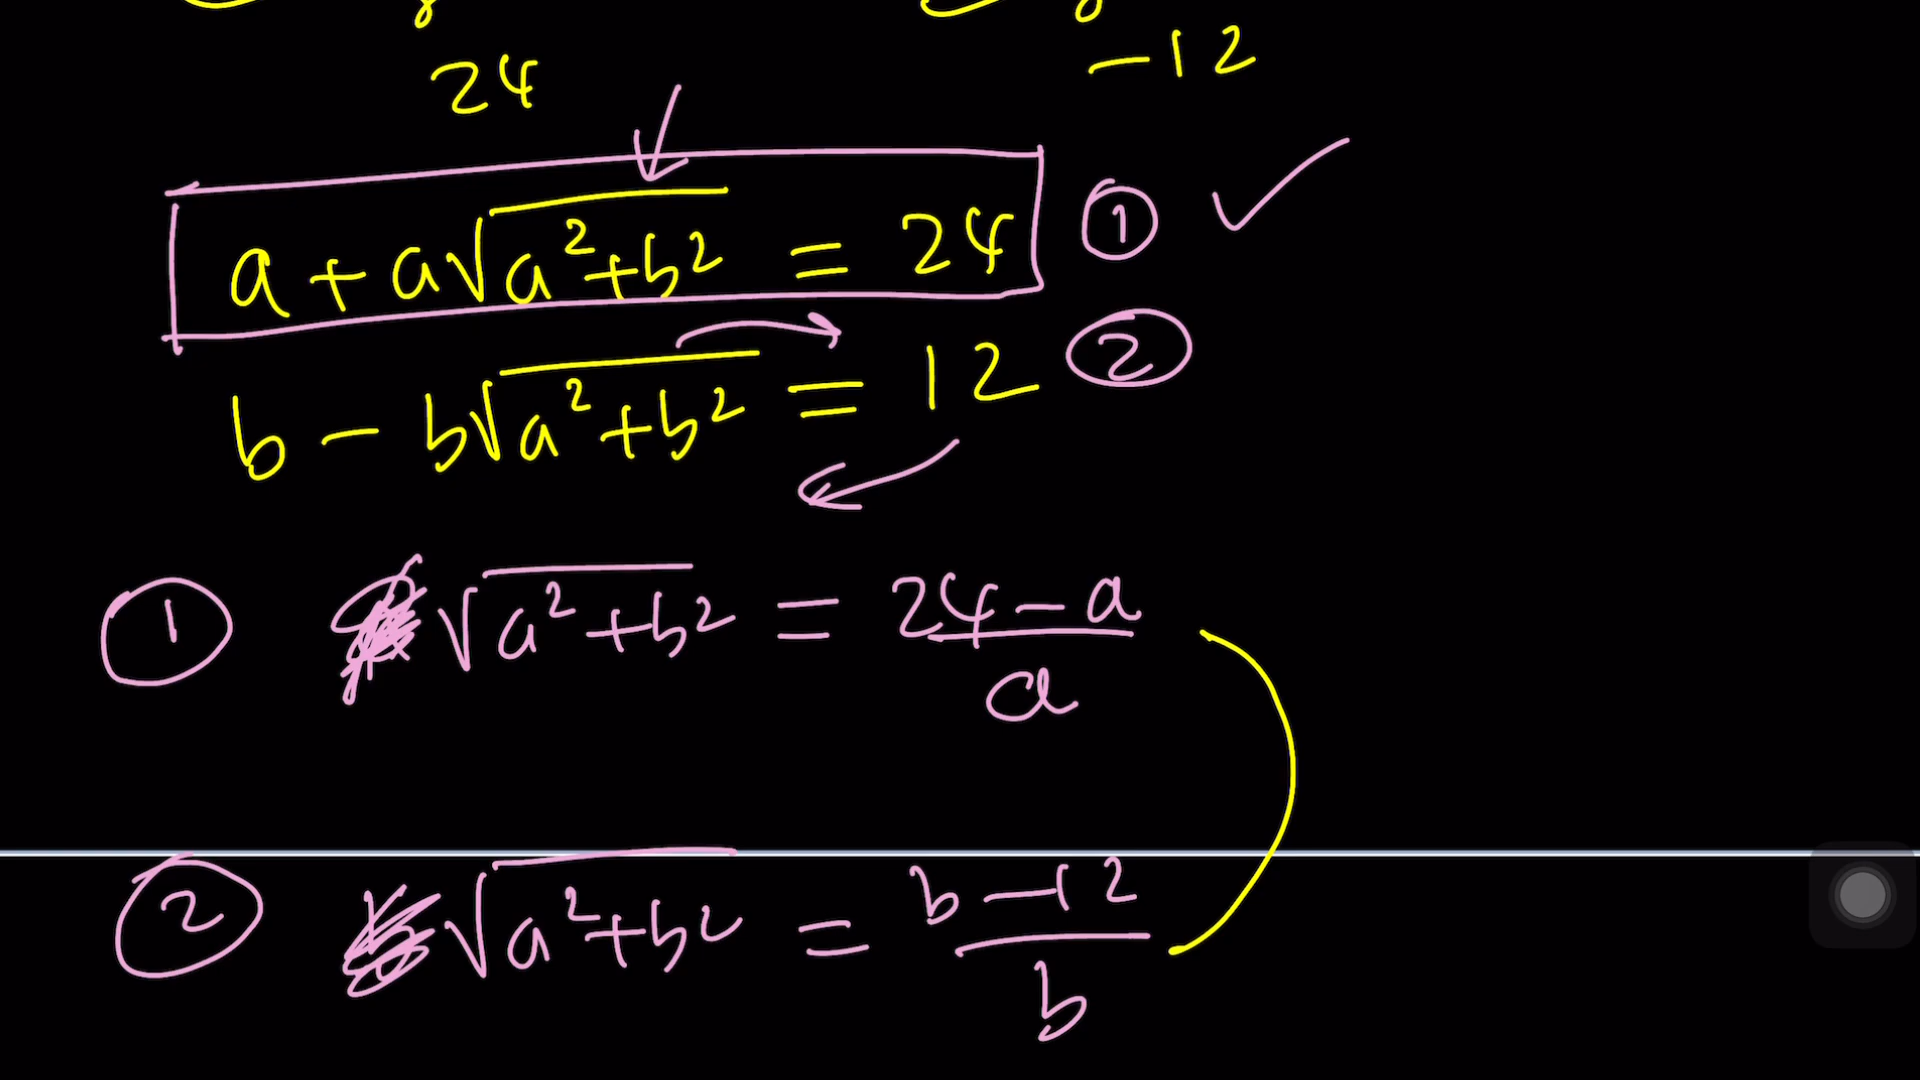 24 -12
a + a√(a²+b²) = 24 ①
b - b√(a²+b²) = 12 ②
① √(a²+b²) = (24-a)/a
② √(a²+b²) = (b-12)/b